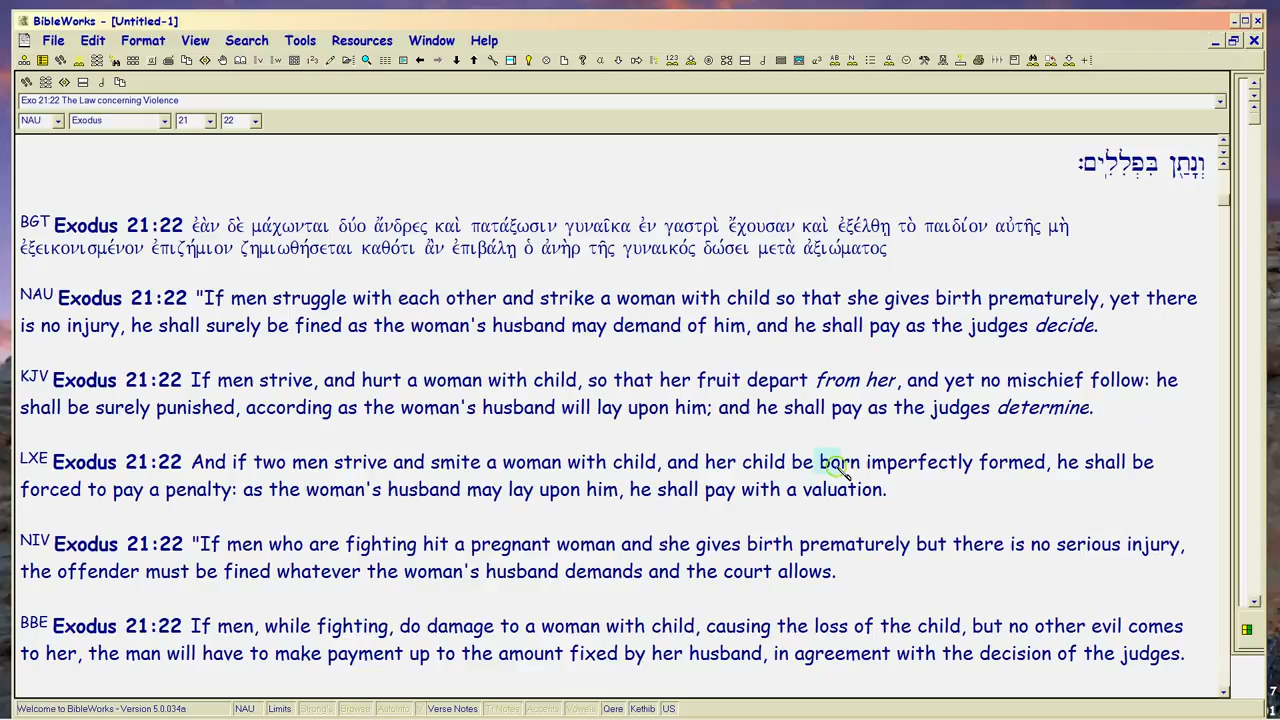 BibleWorks - [Untitled-1]
File Edit Format View Search Tools Resources Window Help
Exo 21:22 The Law concerning Violence
NAU Exodus 21 22
וְנָתַ֖ן בִּפְלִלִֽים׃
BGT Exodus 21:22 ἐὰν δὲ μάχωνται δύο ἄνδρες καὶ πατάξωσιν γυναῖκα ἐν γαστρὶ ἔχουσαν καὶ ἐξέλθῃ τὸ παιδίον αὐτῆς μὴ
ἐξεικονισμένον ἐπιζήμιον ζημιωθήσεται καθότι ἂν ἐπιβάλῃ ὁ ἀνὴρ τῆς γυναικός δώσει μετὰ ἀξιώματος
NAU Exodus 21:22 "If men struggle with each other and strike a woman with child so that she gives birth prematurely, yet there
is no injury, he shall surely be fined as the woman's husband may demand of him, and he shall pay as the judges decide.
KJV Exodus 21:22 If men strive, and hurt a woman with child, so that her fruit depart from her, and yet no mischief follow: he
shall be surely punished, according as the woman's husband will lay upon him; and he shall pay as the judges determine.
LXE Exodus 21:22 And if two men strive and smite a woman with child, and her child be born imperfectly formed, he shall be
forced to pay a penalty: as the woman's husband may lay upon him, he shall pay with a valuation.
NIV Exodus 21:22 "If men who are fighting hit a pregnant woman and she gives birth prematurely but there is no serious injury,
the offender must be fined whatever the woman's husband demands and the court allows.
BBE Exodus 21:22 If men, while fighting, do damage to a woman with child, causing the loss of the child, but no other evil comes
to her, the man will have to make payment up to the amount fixed by her husband, in agreement with the decision of the judges.
Welcome to BibleWorks - Version 5.0.034a NAU Limits Strong's Browse AutoInfo Verse Notes TrNotes Accents Vowels Qere Kethib US
7
1